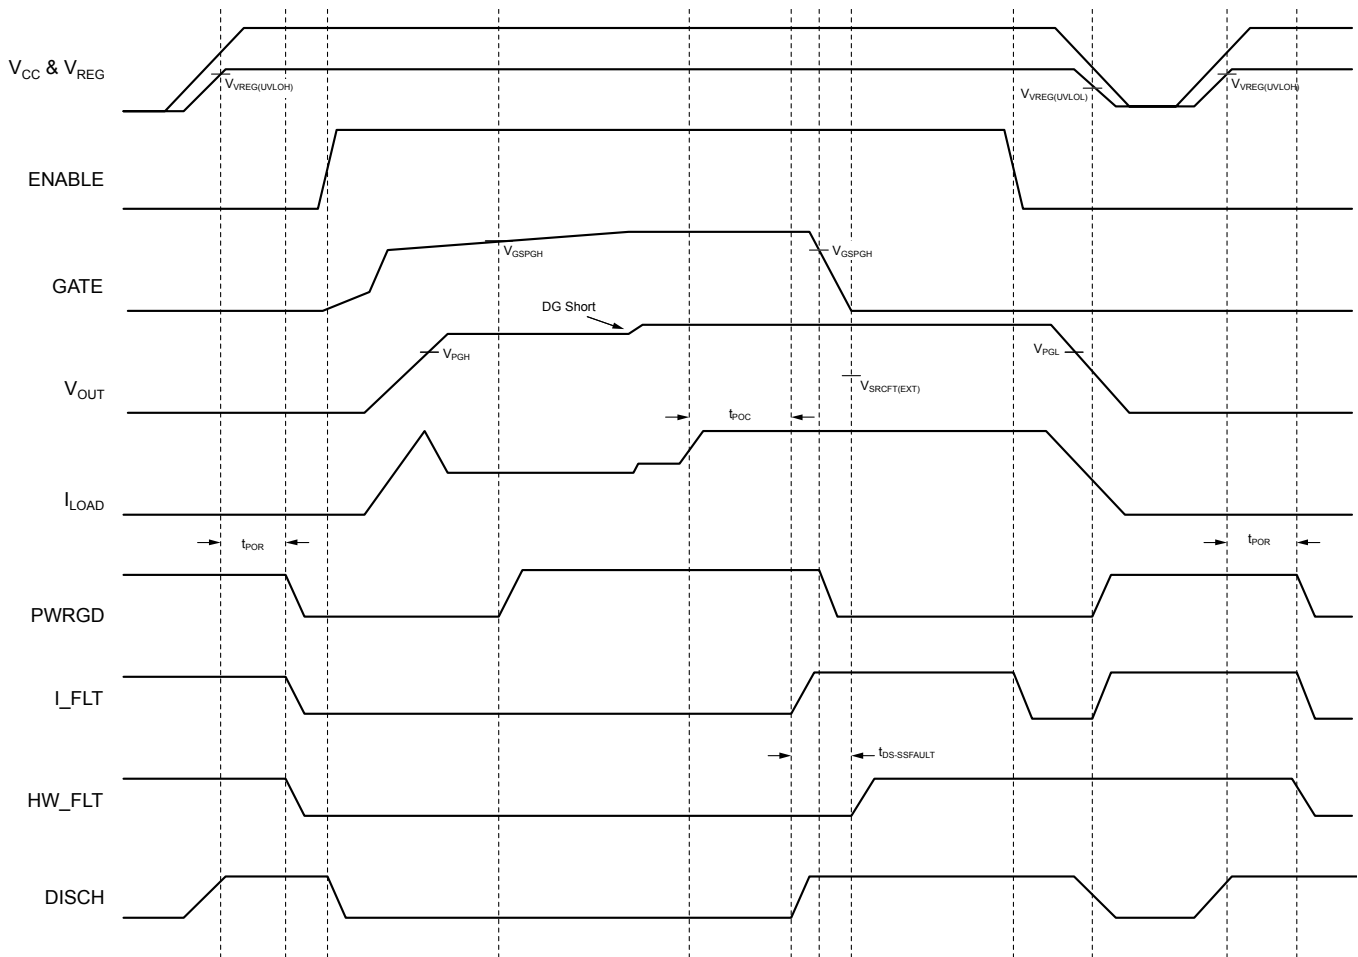 VCC & VREG
VVREG(UVLOH)
VVREG(UVLOL)
VVREG(UVLOH)
ENABLE
VGSPGH
VGSPGH
GATE
DG Short
VPGH
VPGL
VOUT
VSRCFT(EXT)
tPOC
ILOAD
tPOR
tPOR
PWRGD
I_FLT
tDS-SSFAULT
HW_FLT
DISCH